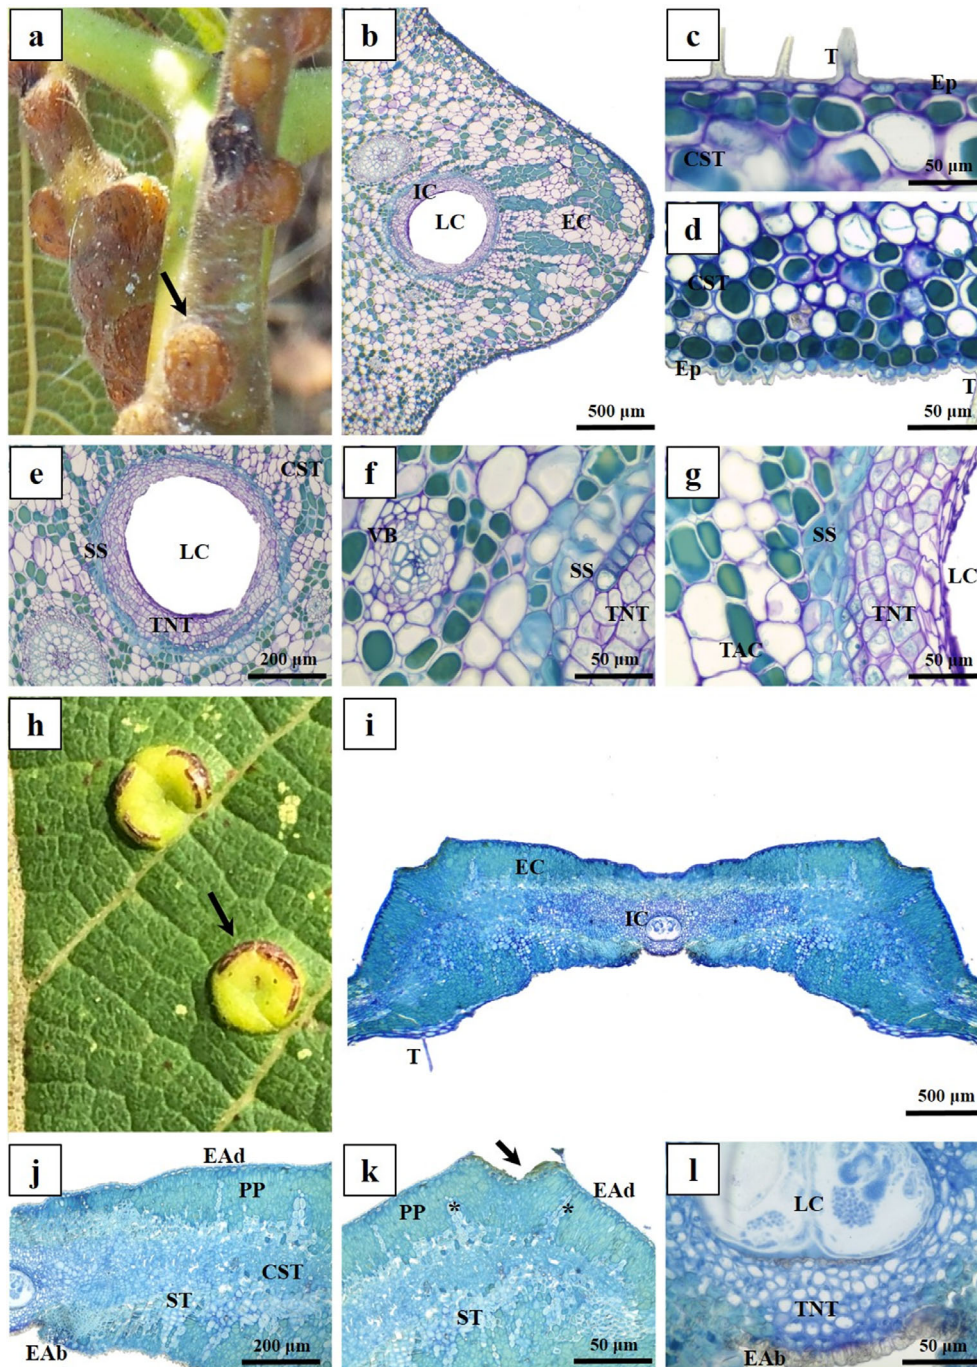 a
b
IC
LC
EC
500 µm
c
T
Ep
CST
50 µm
d
CST
Ep
T
50 µm
e
CST
SS
LC
TNT
200 µm
f
VB
SS
TNT
50 µm
g
SS
LC
TNT
TAC
50 µm
h
i
EC
IC
T
500 µm
j
EAd
PP
CST
ST
EAb
200 µm
k
EAd
PP
*
*
ST
50 µm
l
LC
TNT
EAb
50 µm